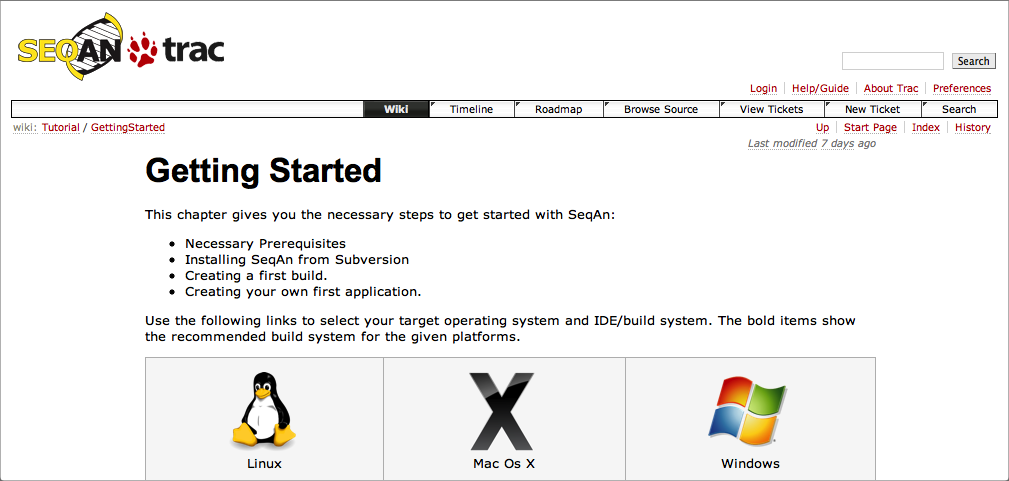 SEQAN trac
Search
Login Help/Guide About Trac Preferences
Wiki Timeline Roadmap Browse Source View Tickets New Ticket Search
wiki: Tutorial / GettingStarted Up Start Page Index History
Last modified 7 days ago
Getting Started
This chapter gives you the necessary steps to get started with SeqAn:
• Necessary Prerequisites
• Installing SeqAn from Subversion
• Creating a first build.
• Creating your own first application.
Use the following links to select your target operating system and IDE/build system. The bold items show
the recommended build system for the given platforms.
Linux Mac Os X Windows